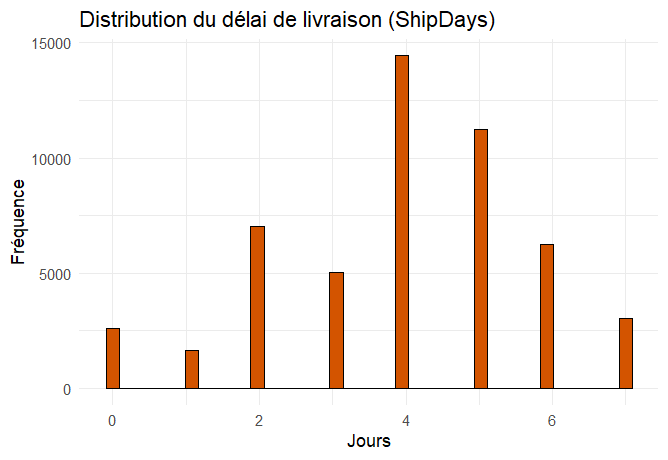 Distribution du délai de livraison (ShipDays)
15000
10000
5000
0
Fréquence
0 2 4 6
Jours